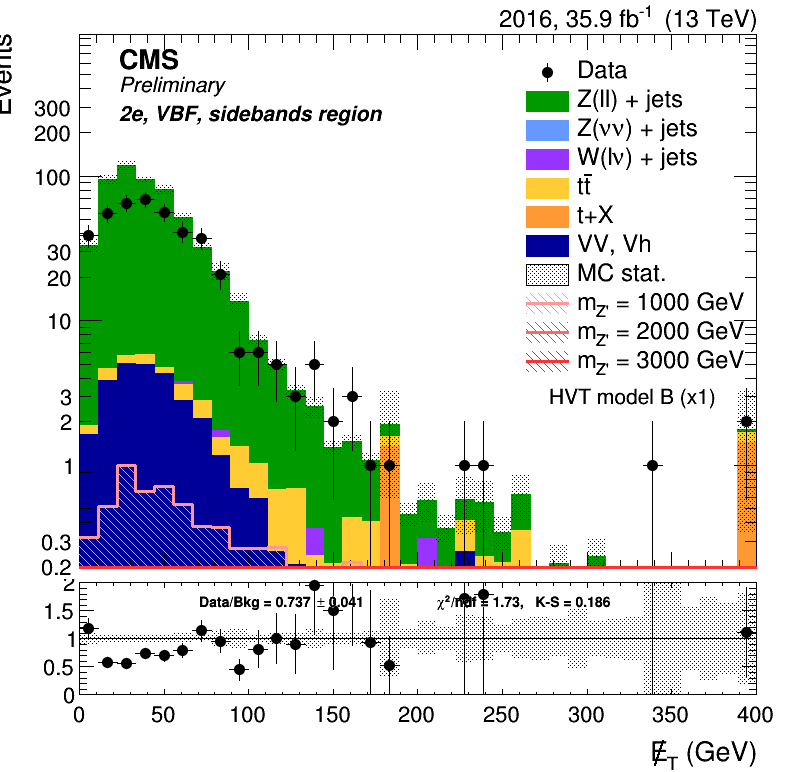 2016, 35.9 fb⁻¹ (13 TeV)
Events
CMS
Preliminary
2e, VBF, sidebands region
Data
Z(ll) + jets
Z(νν) + jets
W(lν) + jets
tt̄
t+X
VV, Vh
MC stat.
m_Z' = 1000 GeV
m_Z' = 2000 GeV
m_Z' = 3000 GeV
HVT model B (x1)
300
200
100
30
20
10
3
2
1
0.3
0.2
Data/Bkg = 0.737 ± 0.041 χ²/ndf = 1.73, K-S = 0.186
2
1.5
1
0.5
0
0 50 100 150 200 250 300 350 400
E̸_T (GeV)